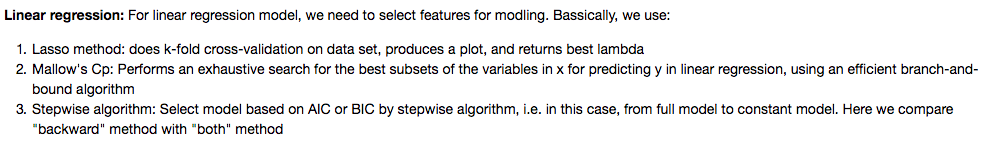 Linear regression: For linear regression model, we need to select features for modling. Bassically, we use:
1. Lasso method: does k-fold cross-validation on data set, produces a plot, and returns best lambda
2. Mallow's Cp: Performs an exhaustive search for the best subsets of the variables in x for predicting y in linear regression, using an efficient branch-and-
bound algorithm
3. Stepwise algorithm: Select model based on AIC or BIC by stepwise algorithm, i.e. in this case, from full model to constant model. Here we compare
"backward" method with "both" method